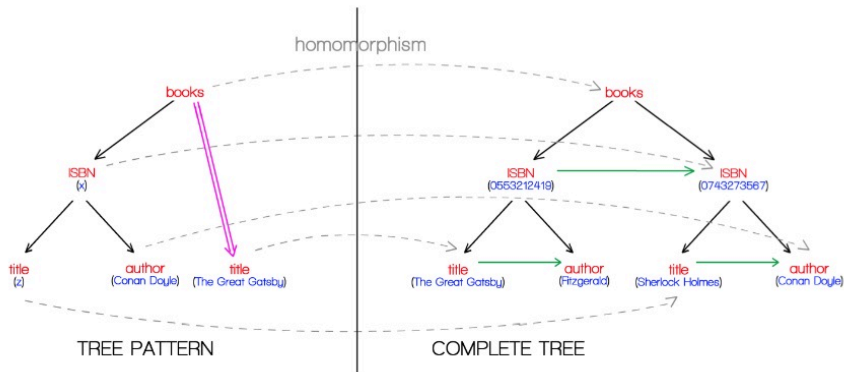 homomorphism
books
ISBN
(x)
title
(z)
author
(Conan Doyle)
title
(The Great Gatsby)
TREE PATTERN
books
ISBN
(0553212419)
ISBN
(0743273567)
title
(The Great Gatsby)
author
(Fitzgerald)
title
(Sherlock Holmes)
author
(Conan Doyle)
COMPLETE TREE